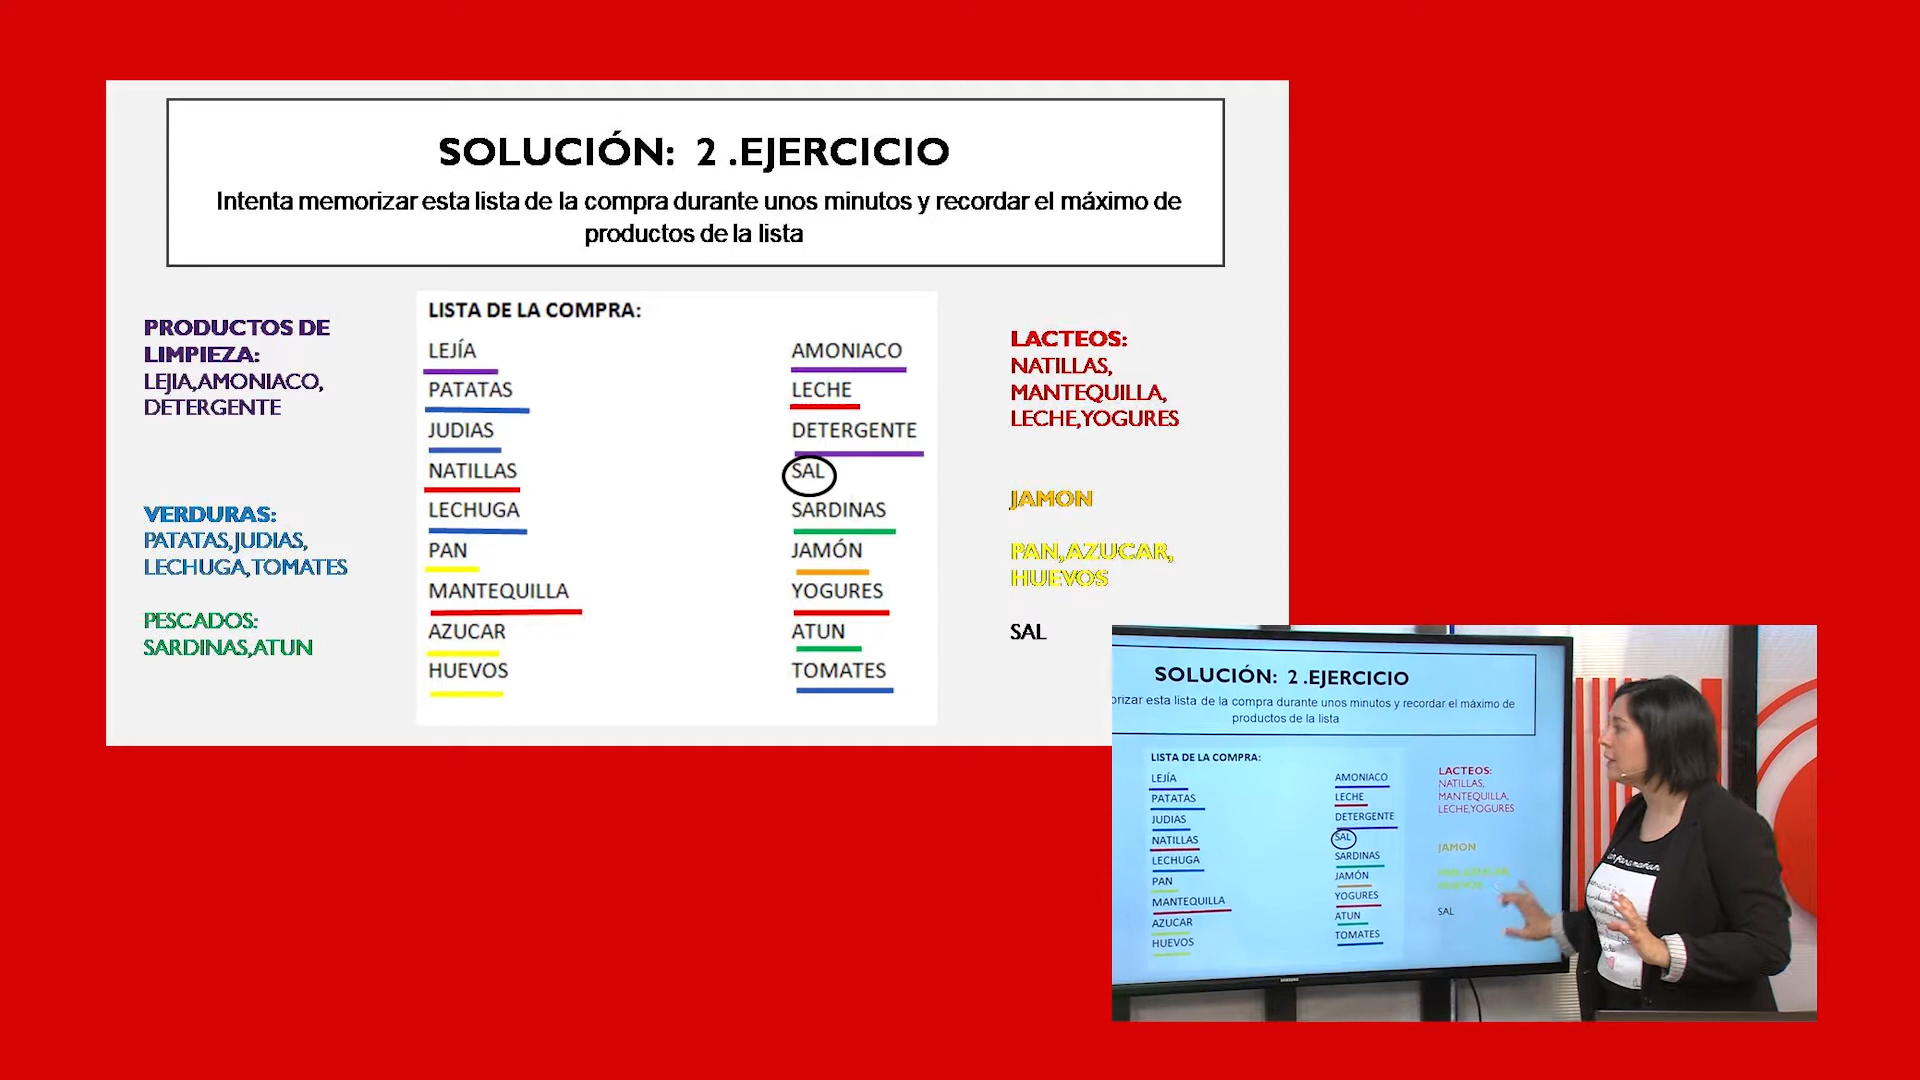 SOLUCIÓN: 2 .EJERCICIO
Intenta memorizar esta lista de la compra durante unos minutos y recordar el máximo de
productos de la lista
PRODUCTOS DE
LIMPIEZA:
LEJIA,AMONIACO,
DETERGENTE
VERDURAS:
PATATAS,JUDIAS,
LECHUGA,TOMATES
PESCADOS:
SARDINAS,ATUN
LISTA DE LA COMPRA:
LEJÍA AMONIACO
PATATAS LECHE
JUDIAS DETERGENTE
NATILLAS SAL
LECHUGA SARDINAS
PAN JAMÓN
MANTEQUILLA YOGURES
AZUCAR ATUN
HUEVOS TOMATES
LACTEOS:
NATILLAS,
MANTEQUILLA,
LECHE,YOGURES
JAMON
PAN,AZUCAR,
HUEVOS
SAL
SOLUCIÓN: 2 .EJERCICIO
esta lista de la compra durante unos minutos y recordar el máximo de
productos de la lista
LISTA DE LA COMPRA:
LEJÍA AMONIACO
PATATAS LECHE
JUDIAS DETERGENTE
NATILLAS SAL
LECHUGA SARDINAS
PAN JAMÓN
MANTEQUILLA YOGURES
AZUCAR ATUN
HUEVOS TOMATES
LACTEOS:
NATILLAS,
MANTEQUILLA,
LECHE,YOGURES
JAMON
PAN,AZUCAR,
HUEVOS
SAL
SAMSUNG